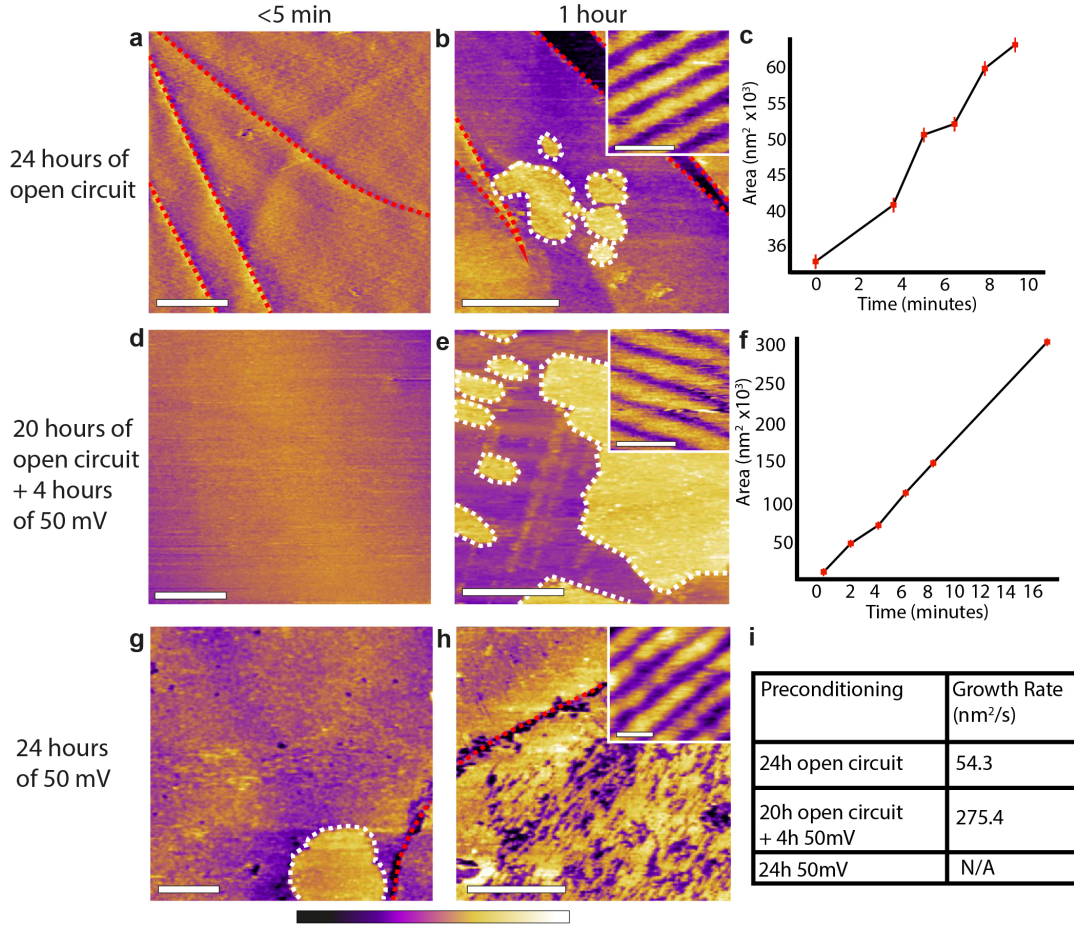 <5 min
1 hour
24 hours of
open circuit
a
b
c
Area (nm² x10³)
60
55
50
45
40
36
0
2
4
6
8
10
Time (minutes)
20 hours of
open circuit
+ 4 hours
of 50 mV
d
e
f
Area (nm² x10³)
300
250
200
150
100
50
0
2
4
6
8
10
12
14
16
Time (minutes)
24 hours
of 50 mV
g
h
i
Preconditioning
Growth Rate
(nm²/s)
24h open circuit
54.3
20h open circuit
+ 4h 50mV
275.4
24h 50mV
N/A